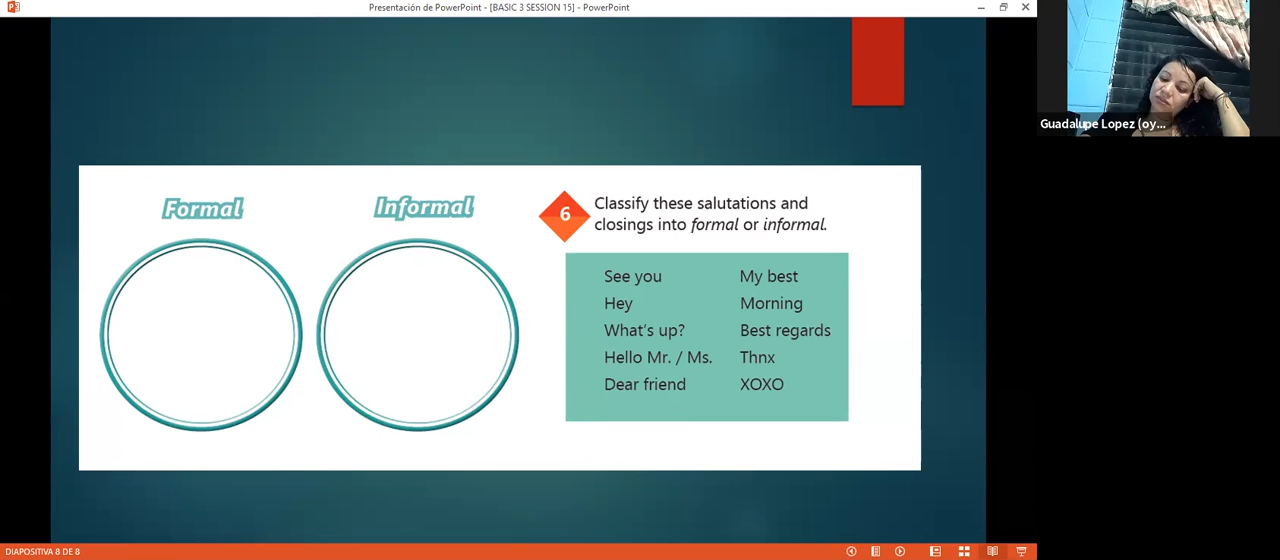 Presentación de PowerPoint - [BASIC 3 SESSION 15] - PowerPoint
Guadalupe Lopez (oy...
Formal
Informal
6
Classify these salutations and
closings into formal or informal.
See you
Hey
What's up?
Hello Mr. / Ms.
Dear friend
My best
Morning
Best regards
Thnx
XOXO
DIAPOSITIVA 8 DE 8